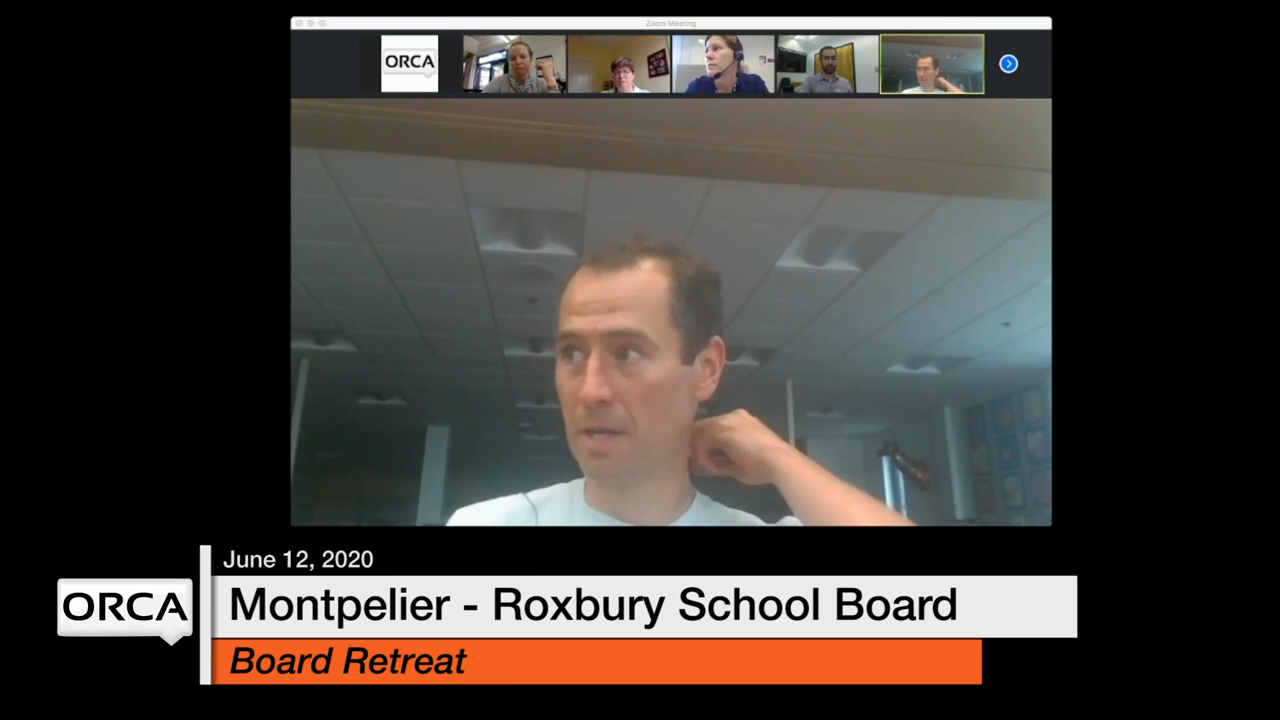 Zoom Meeting
ORCA
June 12, 2020
ORCA
Montpelier - Roxbury School Board
Board Retreat